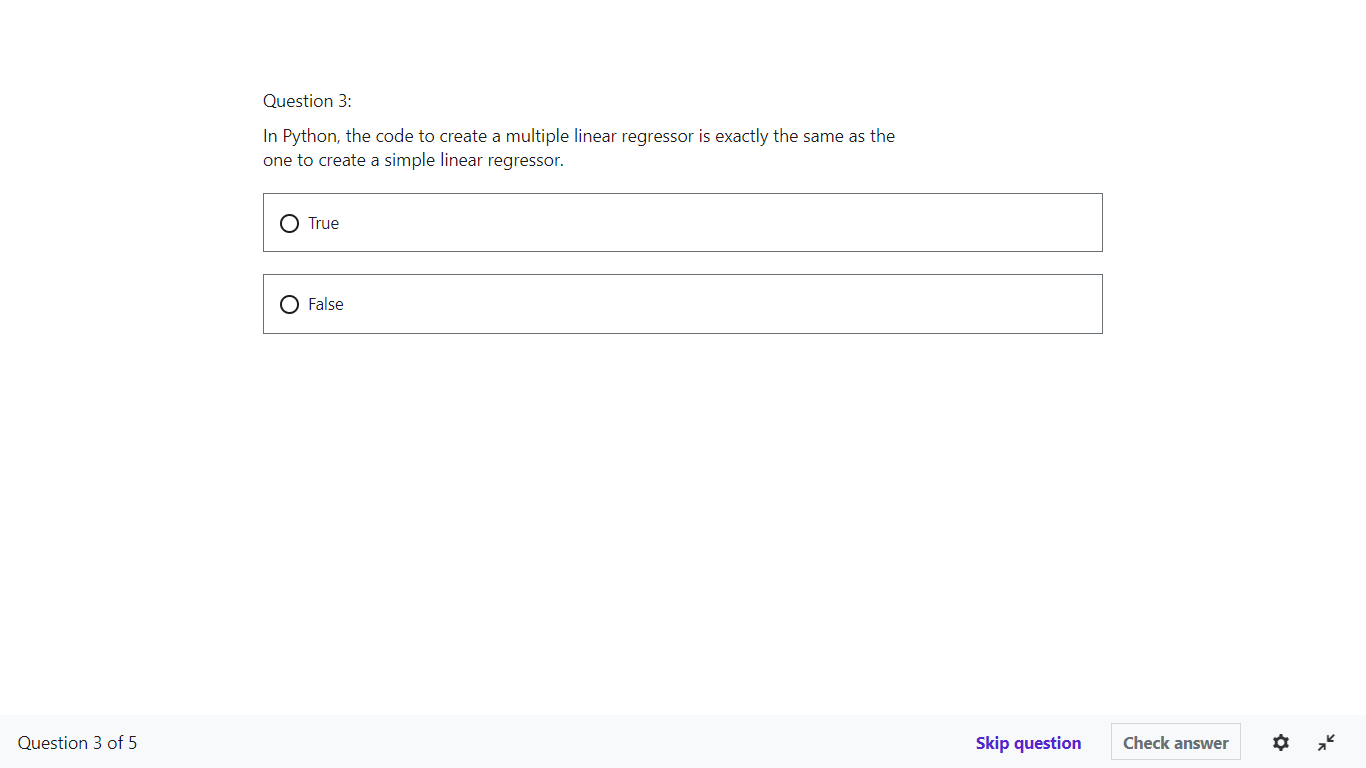 Question 3:
In Python, the code to create a multiple linear regressor is exactly the same as the
one to create a simple linear regressor.
True
False
Question 3 of 5
Skip question
Check answer